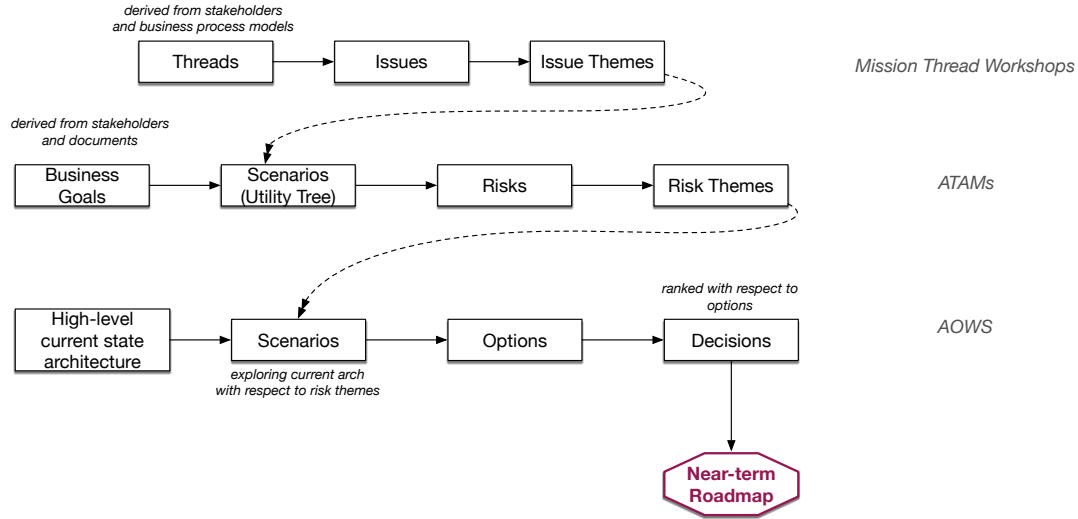 derived from stakeholders
and business process models
Threads
Issues
Issue Themes
Mission Thread Workshops
derived from stakeholders
and documents
Business
Goals
Scenarios
(Utility Tree)
Risks
Risk Themes
ATAMs
ranked with respect to
options
High-level
current state
architecture
Scenarios
Options
Decisions
AOWS
exploring current arch
with respect to risk themes
Near-term
Roadmap